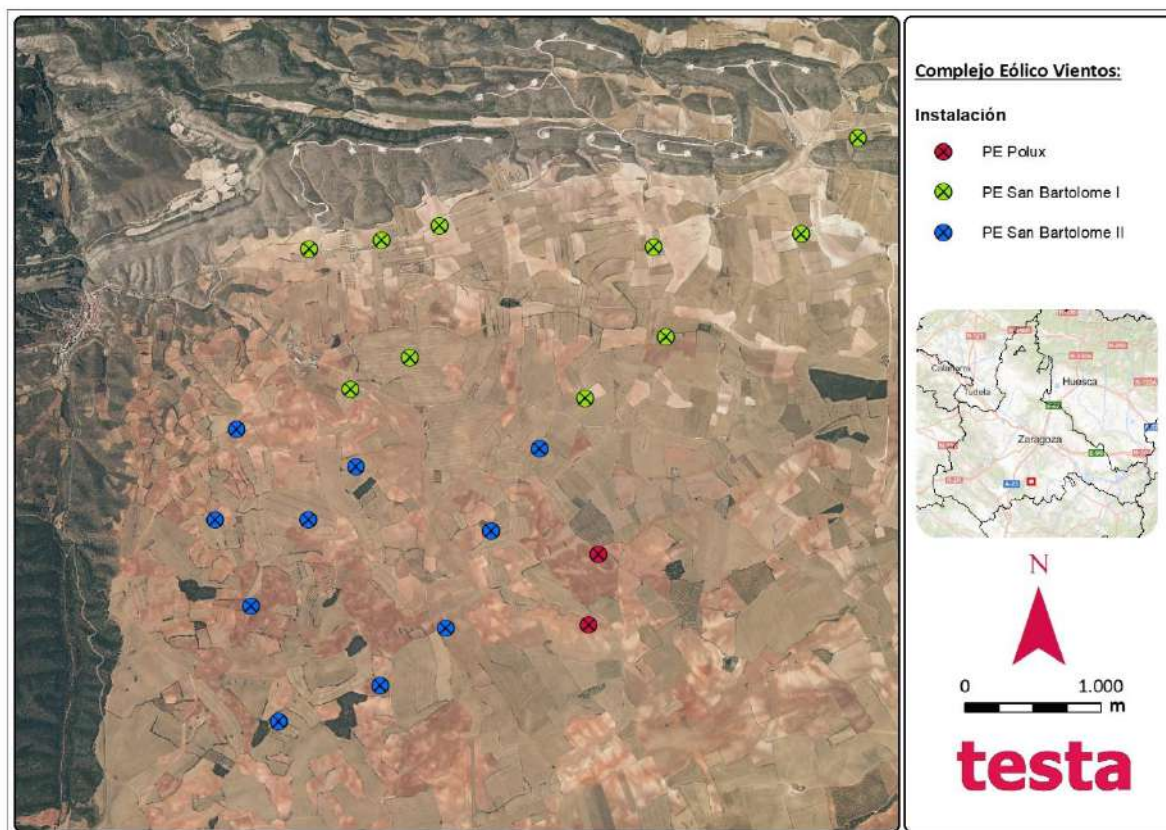 Complejo Eólico Vientos:
Instalación
PE Polux
PE San Bartolome I
PE San Bartolome II
Tudela
Huesca
Zaragoza
N
0 1.000
m
testa